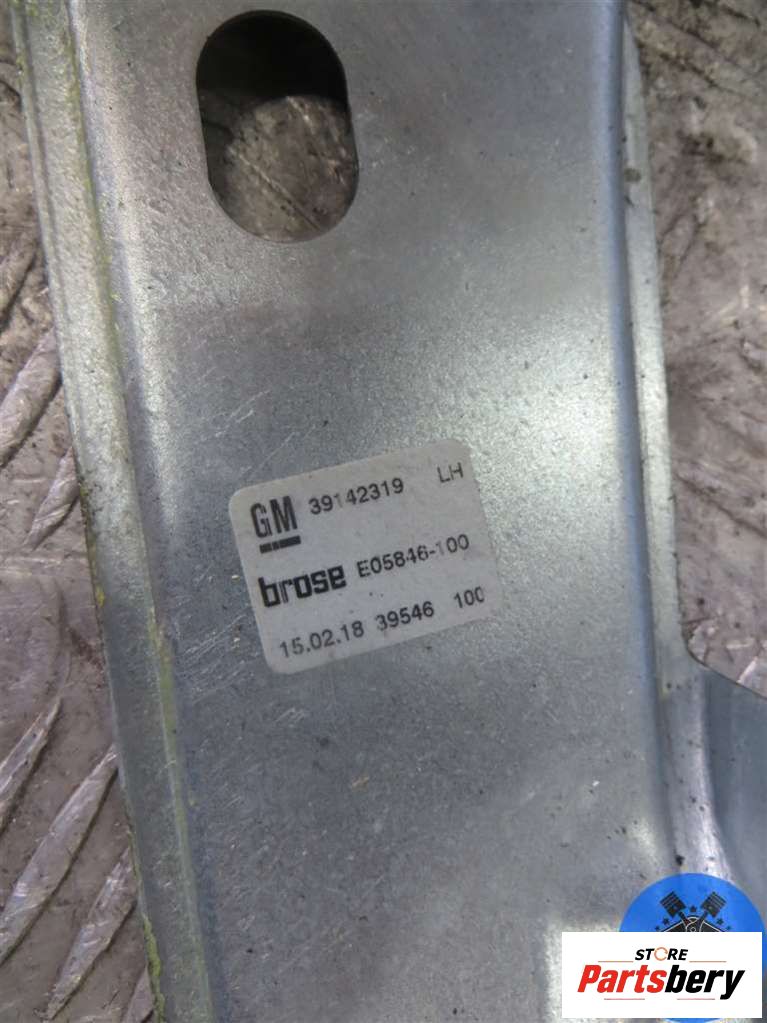 GM 39142319 LH
brose E05846-100
15.02.18 39546 100
STORE
Partsbery